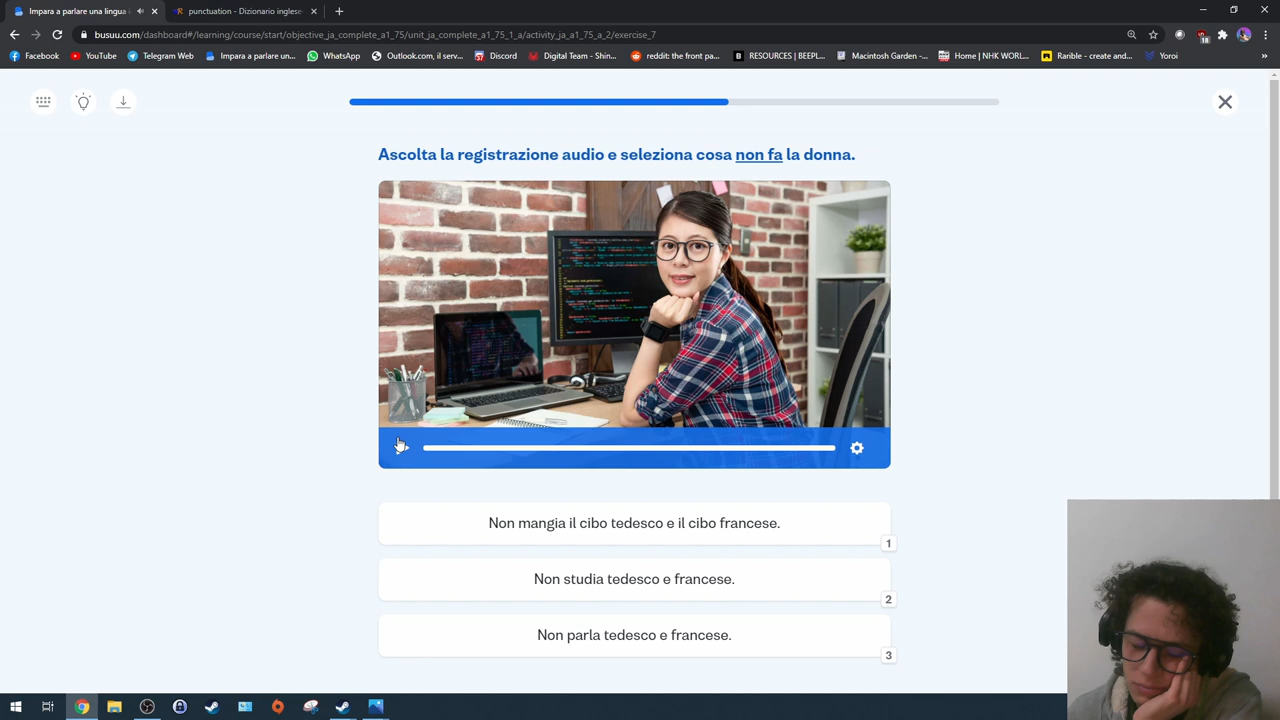 Impara a parlare una lingua
punctuation - Dizionario inglese-
busuu.com/dashboard#/learning/course/start/objective_ja_complete_a1_75/unit_ja_complete_a1_75_1_a/activity_ja_a1_75_a_2/exercise_7
18
Facebook
YouTube
Telegram Web
Impara a parlare un...
WhatsApp
Outlook.com, il serv...
Discord
Digital Team - Shin...
RESOURCES | BEEPL...
Macintosh Garden -...
reddit: the front pa...
Home | NHK WORL...
Rarible - create and...
Yoroi
»
Ascolta la registrazione audio e seleziona cosa non fa la donna.
Non mangia il cibo tedesco e il cibo francese.
1
Non studia tedesco e francese.
2
Non parla tedesco e francese.
3